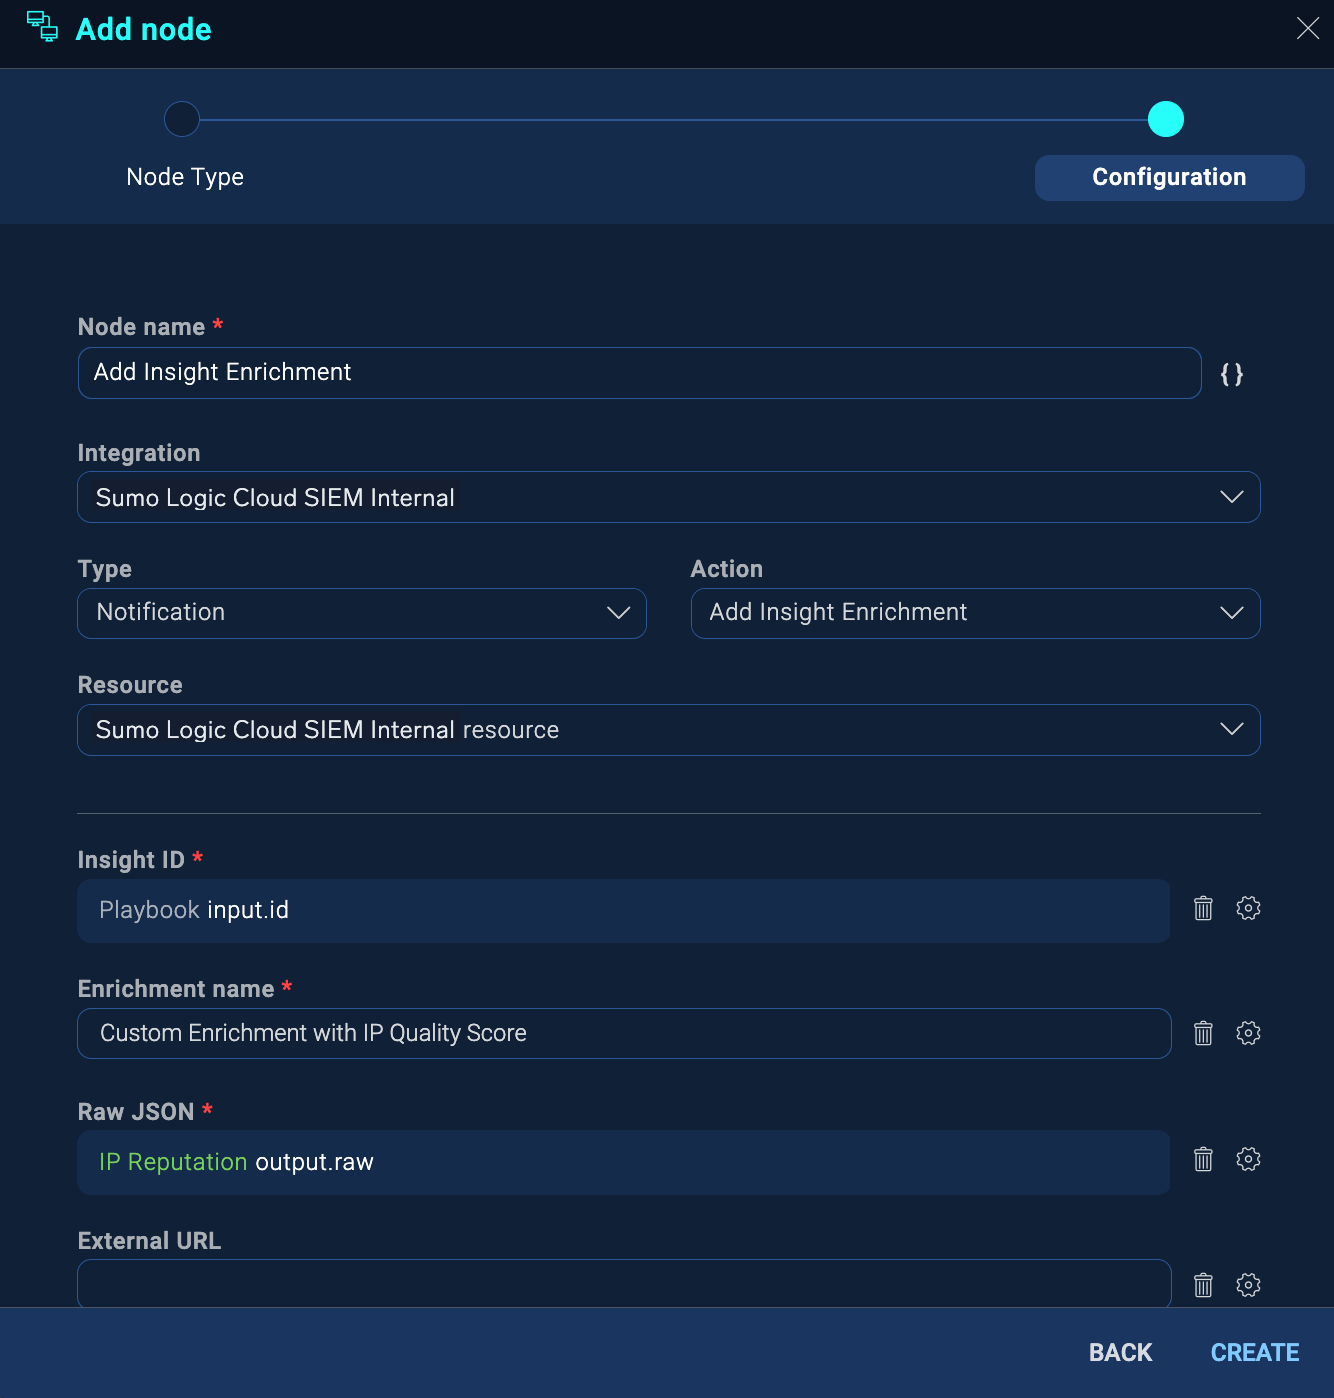 Add node
Node Type
Configuration
Node name *
Add Insight Enrichment
{ }
Integration
Sumo Logic Cloud SIEM Internal
Type
Action
Notification
Add Insight Enrichment
Resource
Sumo Logic Cloud SIEM Internal resource
Insight ID *
Playbook input.id
Enrichment name *
Custom Enrichment with IP Quality Score
Raw JSON *
IP Reputation output.raw
External URL
BACK
CREATE